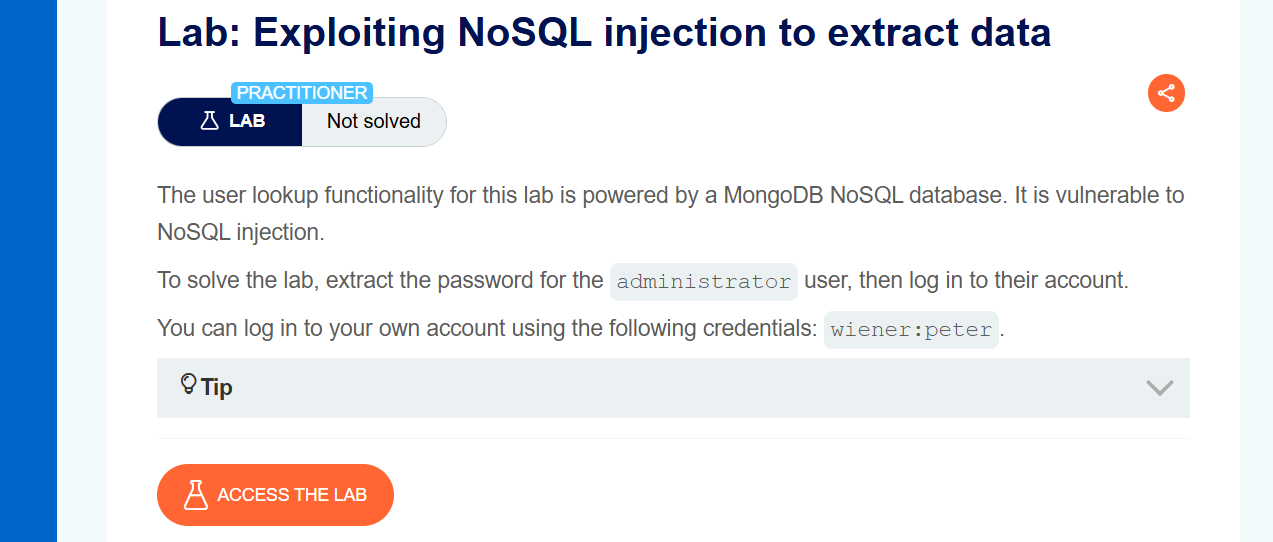 Lab: Exploiting NoSQL injection to extract data
PRACTITIONER
LAB
Not solved
The user lookup functionality for this lab is powered by a MongoDB NoSQL database. It is vulnerable to
NoSQL injection.
To solve the lab, extract the password for the administrator user, then log in to their account.
You can log in to your own account using the following credentials: wiener:peter.
Tip
ACCESS THE LAB